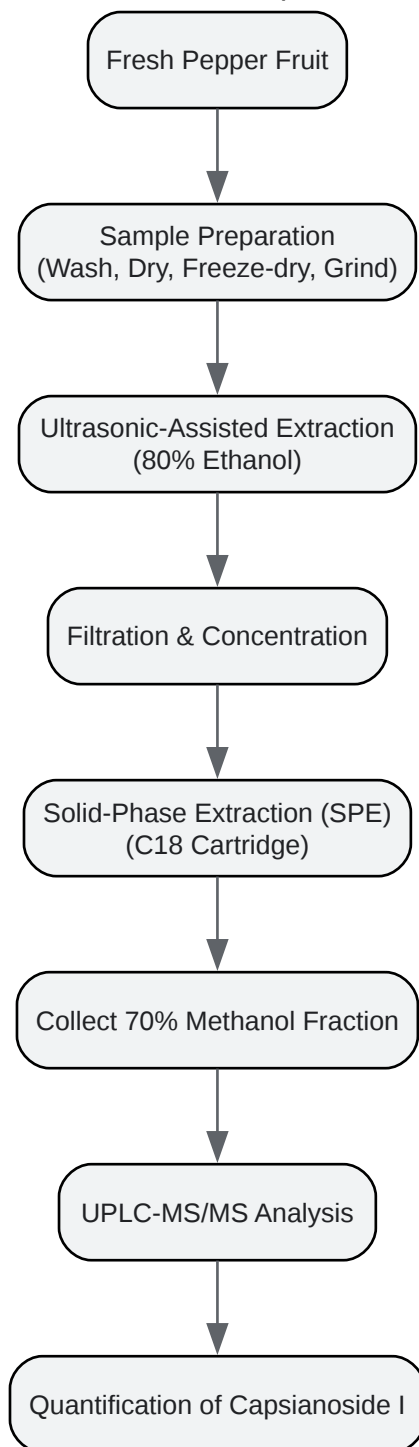 Fresh Pepper Fruit
Sample Preparation
(Wash, Dry, Freeze-dry, Grind)
Ultrasonic-Assisted Extraction
(80% Ethanol)
Filtration & Concentration
Solid-Phase Extraction (SPE)
(C18 Cartridge)
Collect 70% Methanol Fraction
UPLC-MS/MS Analysis
Quantification of Capsianoside I